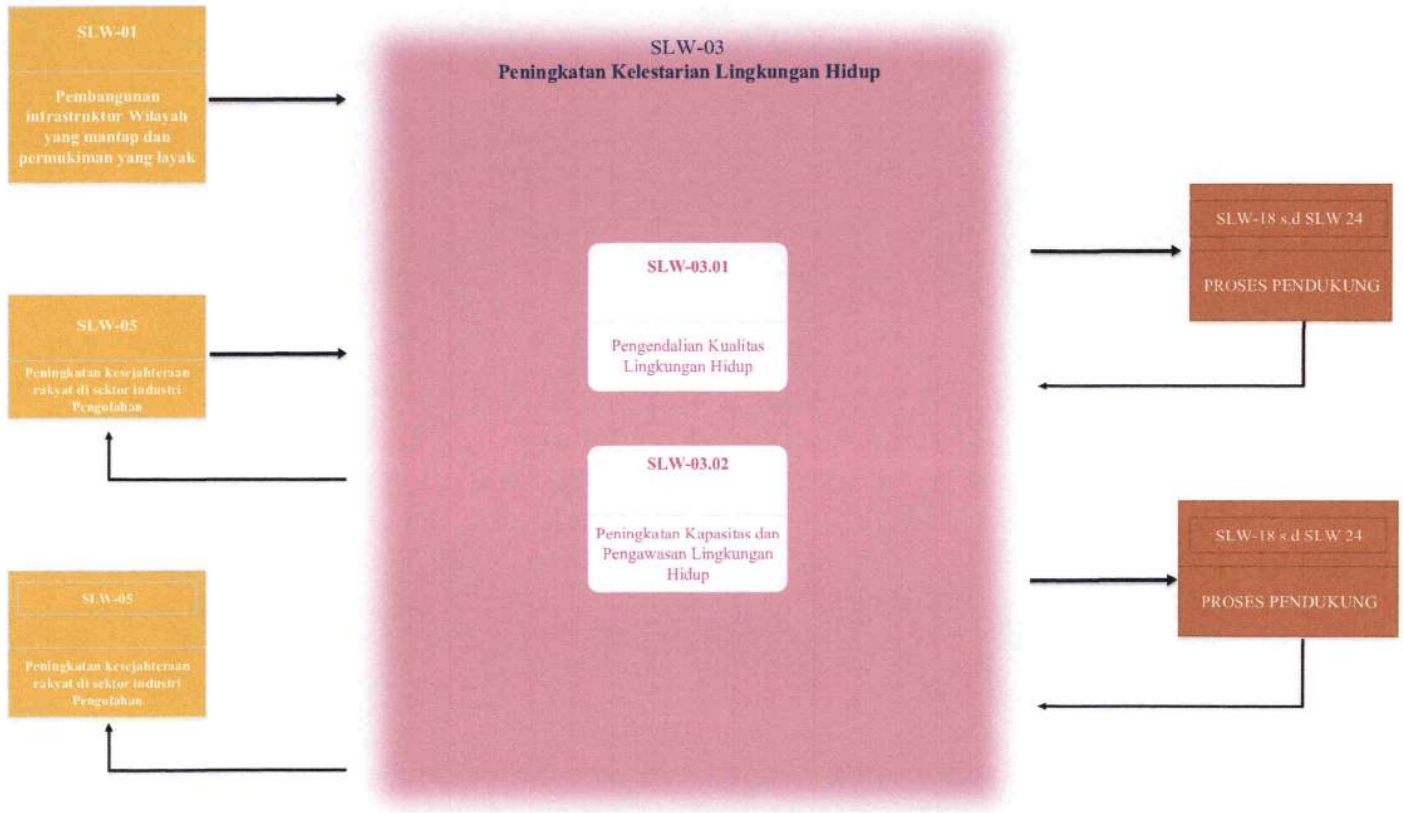 SLW-01
Pembangunan
infrastruktur Wilayah
yang mantap dan
permukiman yang layak
SLW-05
Peningkatan kesejahteraan
rakyat di sektor industri
Pengolahan
SLW-05
Peningkatan kesejahteraan
rakyat di sektor industri
Pengolahan
SLW-03
Peningkatan Kelestarian Lingkungan Hidup
SLW-03.01
Pengendalian Kualitas
Lingkungan Hidup
SLW-03.02
Peningkatan Kapasitas dan
Pengawasan Lingkungan
Hidup
SLW-18 s.d SLW 24
PROSES PENDUKUNG
SLW-18 s.d SLW 24
PROSES PENDUKUNG